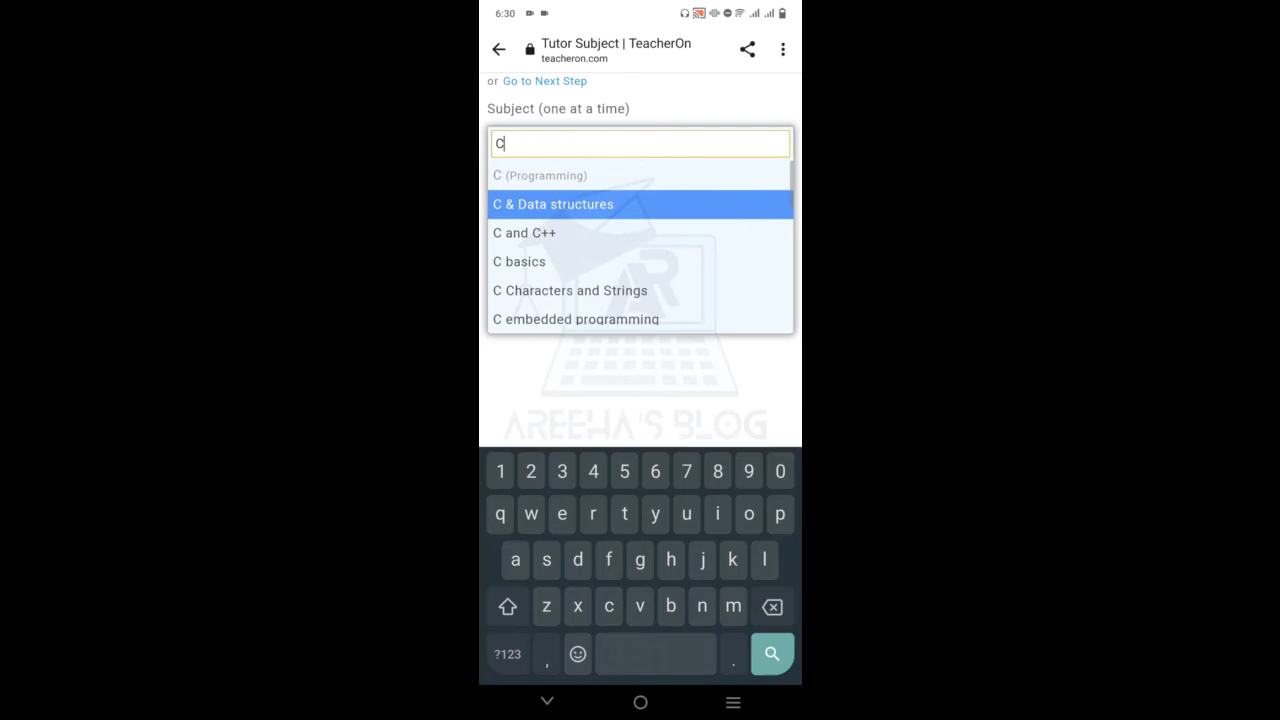 6:30
Tutor Subject | TeacherOn
teacheron.com
or Go to Next Step
Subject (one at a time)
C
C (Programming)
C & Data structures
C and C++
C basics
C Characters and Strings
C embedded programming
AR
AREEHA'S BLOG
1 2 3 4 5 6 7 8 9 0
q w e r t y u i o p
a s d f g h j k l
z x c v b n m
?123 , .